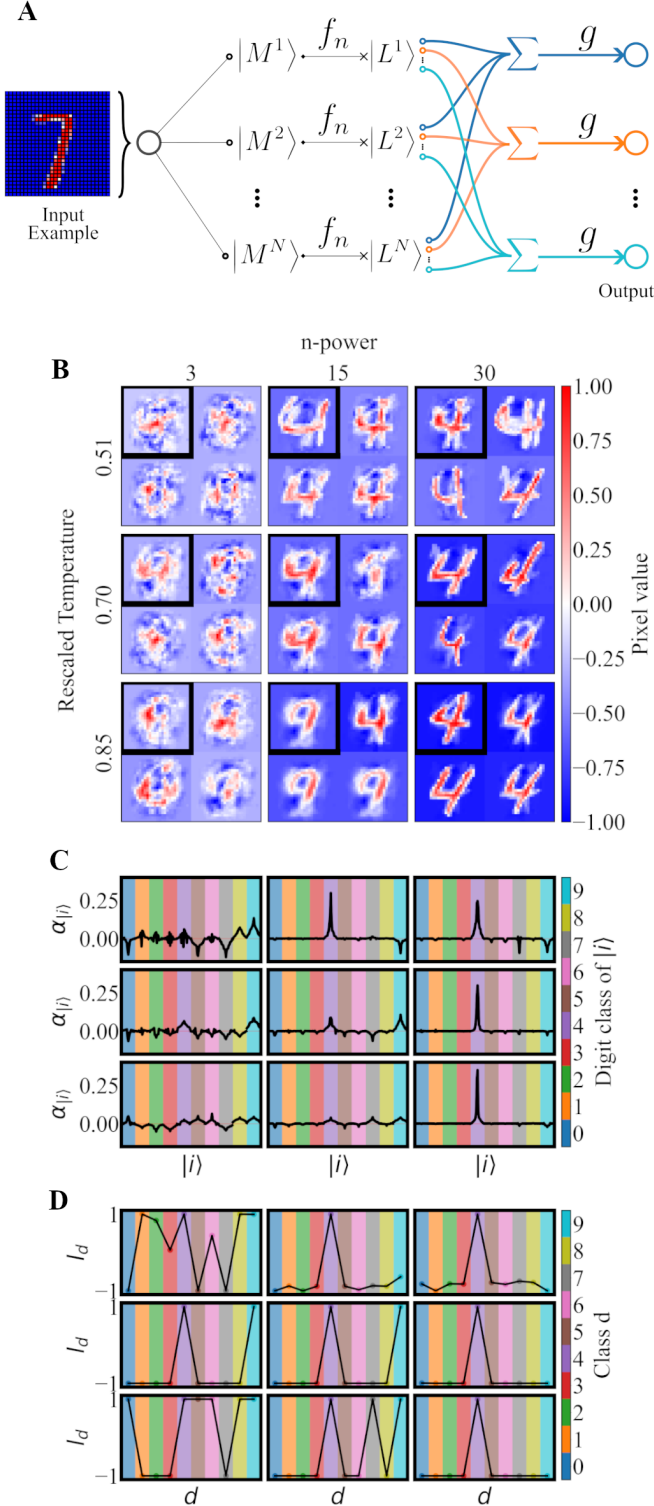 A
|M¹⟩ fₙ |L¹⟩ Σ g
|M²⟩ fₙ |L²⟩ Σ g
|Mᴺ⟩ fₙ |Lᴺ⟩ Σ g
Input
Example
Output
B
n-power
3 15 30
Rescaled Temperature
0.51
0.70
0.85
1.00
0.75
0.50
0.25
0.00
−0.25
−0.50
−0.75
−1.00
Pixel value
C
α|i⟩
0.25
0.00
α|i⟩
0.25
0.00
α|i⟩
0.25
0.00
|i⟩ |i⟩ |i⟩
9
8
7
6
5
4
3
2
1
0
Digit class of |i⟩
D
l_d
1
−1
l_d
1
−1
l_d
1
−1
d d d
9
8
7
6
5
4
3
2
1
0
Class d